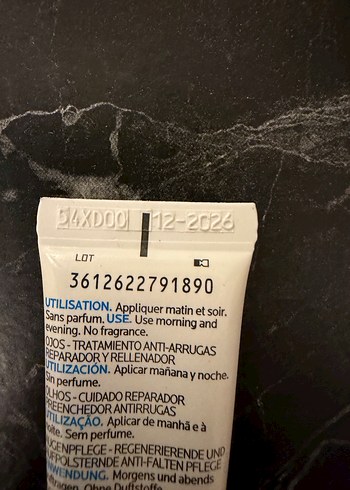 54XD00 12-2026
LOT
3612622791890
UTILISATION. Appliquer matin et soir.
Sans parfum. USE. Use morning and
evening. No fragrance.
OJOS - TRATAMIENTO ANTI-ARRUGAS
REPARADOR Y RELLENADOR
UTILIZACIÓN. Aplicar mañana y noche.
Sin perfume.
OLHOS - CUIDADO REPARADOR
PREENCHEDOR ANTIRRUGAS
UTILIZAÇÃO. Aplicar de manhã e à
noite. Sem perfume.
AUGENPFLEGE - REGENERIERENDE UND
AUFPOLSTERNDE ANTI-FALTEN PFLEGE
ANWENDUNG. Morgens und abends
auftragen. Ohne Duftstoffe.